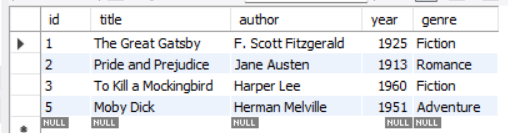 id title author year genre
1 The Great Gatsby F. Scott Fitzgerald 1925 Fiction
2 Pride and Prejudice Jane Austen 1913 Romance
3 To Kill a Mockingbird Harper Lee 1960 Fiction
5 Moby Dick Herman Melville 1951 Adventure
NULL NULL NULL NULL NULL